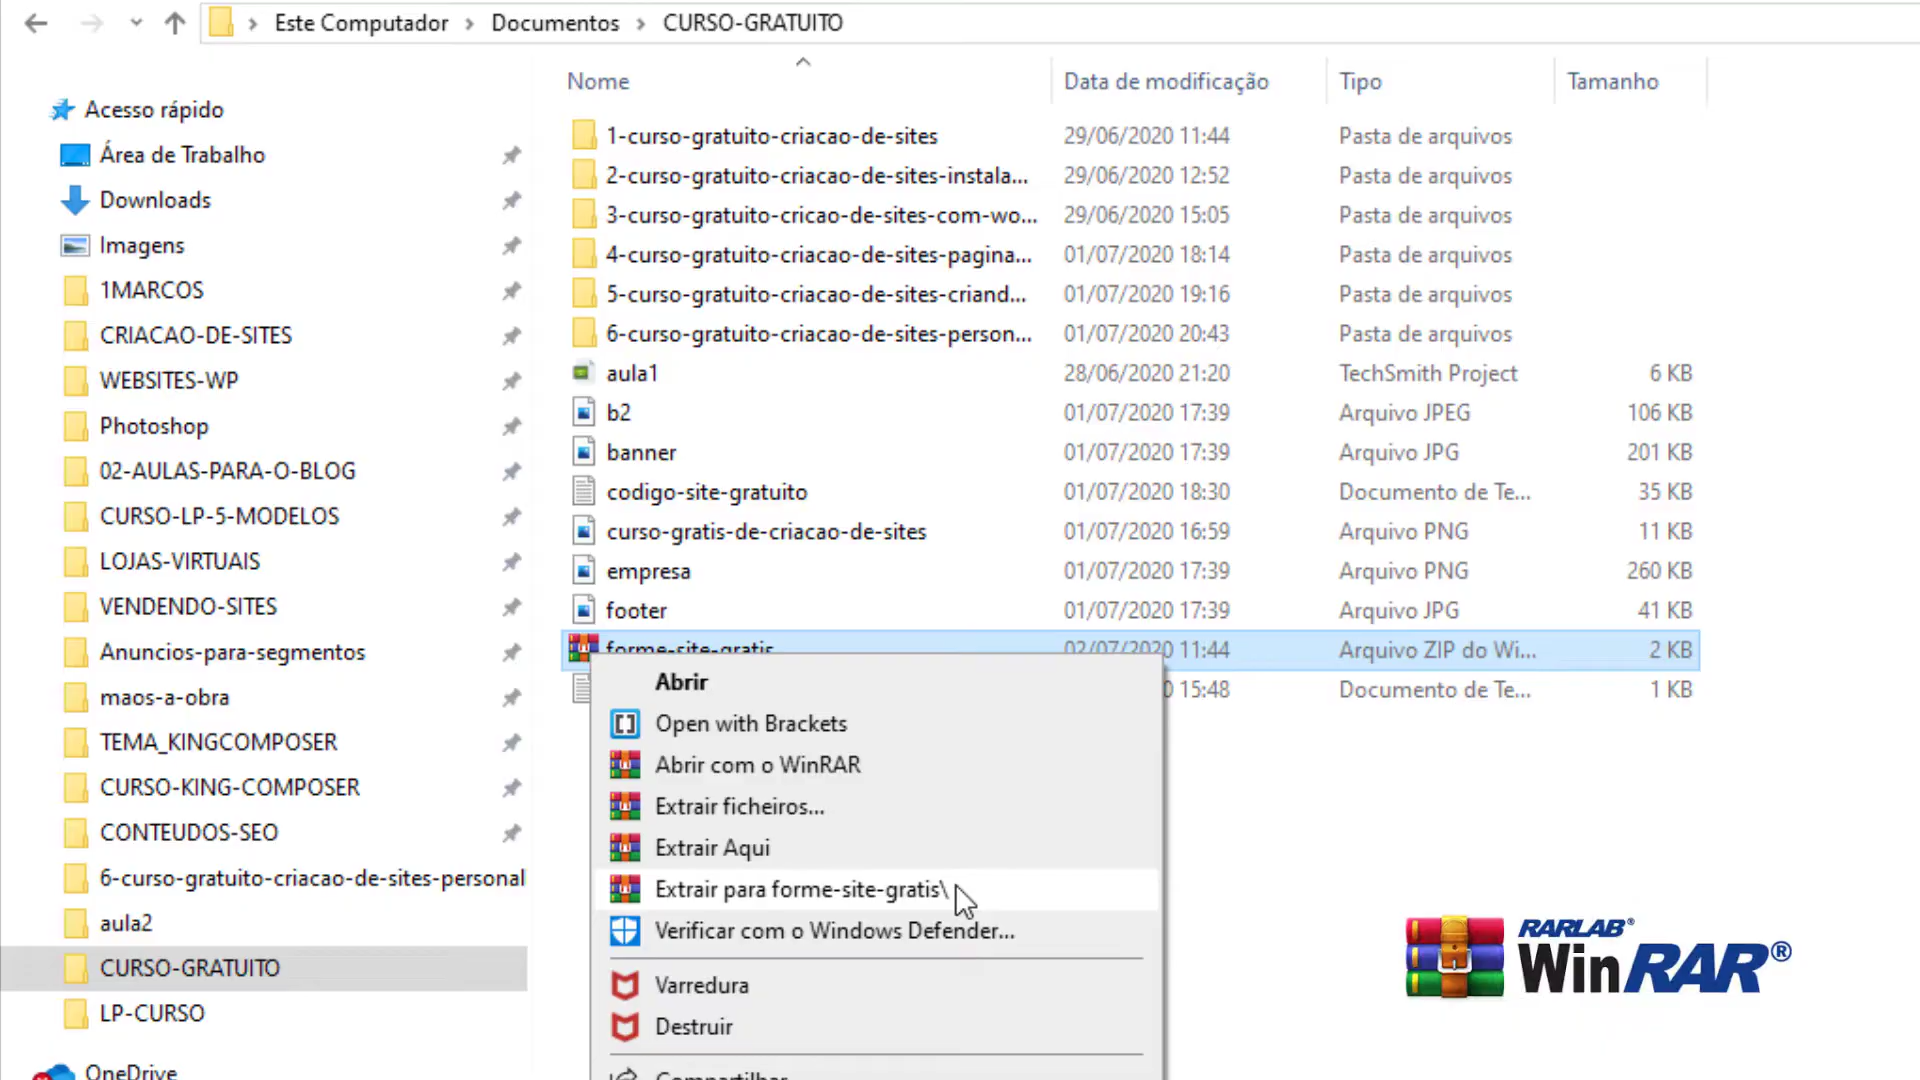 Este Computador > Documentos > CURSO-GRATUITO
Nome Data de modificação Tipo Tamanho
Acesso rápido
Área de Trabalho
Downloads
Imagens
1MARCOS
CRIACAO-DE-SITES
WEBSITES-WP
Photoshop
02-AULAS-PARA-O-BLOG
CURSO-LP-5-MODELOS
LOJAS-VIRTUAIS
VENDENDO-SITES
Anuncios-para-segmentos
maos-a-obra
TEMA_KINGCOMPOSER
CURSO-KING-COMPOSER
CONTEUDOS-SEO
6-curso-gratuito-criacao-de-sites-personal
aula2
CURSO-GRATUITO
LP-CURSO
OneDrive
1-curso-gratuito-criacao-de-sites 29/06/2020 11:44 Pasta de arquivos
2-curso-gratuito-criacao-de-sites-instala... 29/06/2020 12:52 Pasta de arquivos
3-curso-gratuito-cricao-de-sites-com-wo... 29/06/2020 15:05 Pasta de arquivos
4-curso-gratuito-criacao-de-sites-pagina... 01/07/2020 18:14 Pasta de arquivos
5-curso-gratuito-criacao-de-sites-criand... 01/07/2020 19:16 Pasta de arquivos
6-curso-gratuito-criacao-de-sites-person... 01/07/2020 20:43 Pasta de arquivos
aula1 28/06/2020 21:20 TechSmith Project 6 KB
b2 01/07/2020 17:39 Arquivo JPEG 106 KB
banner 01/07/2020 17:39 Arquivo JPG 201 KB
codigo-site-gratuito 01/07/2020 18:30 Documento de Te... 35 KB
curso-gratis-de-criacao-de-sites 01/07/2020 16:59 Arquivo PNG 11 KB
empresa 01/07/2020 17:39 Arquivo PNG 260 KB
footer 01/07/2020 17:39 Arquivo JPG 41 KB
forme-site-gratis 02/07/2020 11:44 Arquivo ZIP do Wi... 2 KB
15:48 Documento de Te... 1 KB
Abrir
Open with Brackets
Abrir com o WinRAR
Extrair ficheiros...
Extrair Aqui
Extrair para forme-site-gratis\
Verificar com o Windows Defender...
Varredura
Destruir
Compartilhar
RARLAB®
WinRAR®